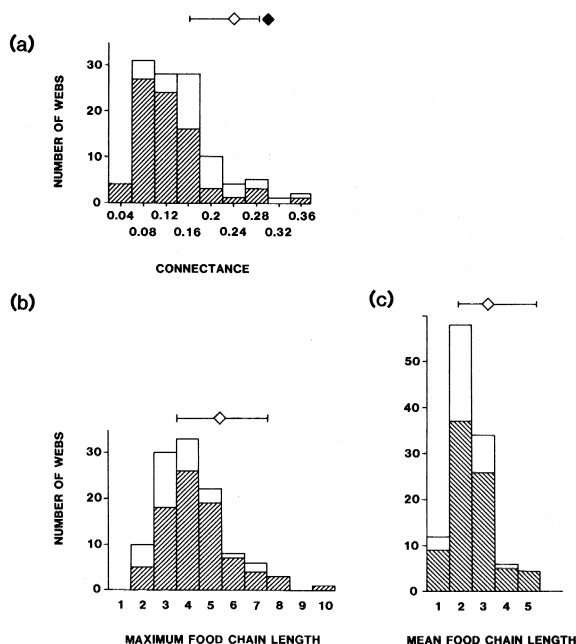 (a)
NUMBER OF WEBS
30
20
10
0
0.04 0.12 0.2 0.28 0.36
0.08 0.16 0.24 0.32
CONNECTANCE
(b)
NUMBER OF WEBS
30
20
10
0
1 2 3 4 5 6 7 8 9 10
MAXIMUM FOOD CHAIN LENGTH
(c)
50
40
30
20
10
0
1 2 3 4 5
MEAN FOOD CHAIN LENGTH